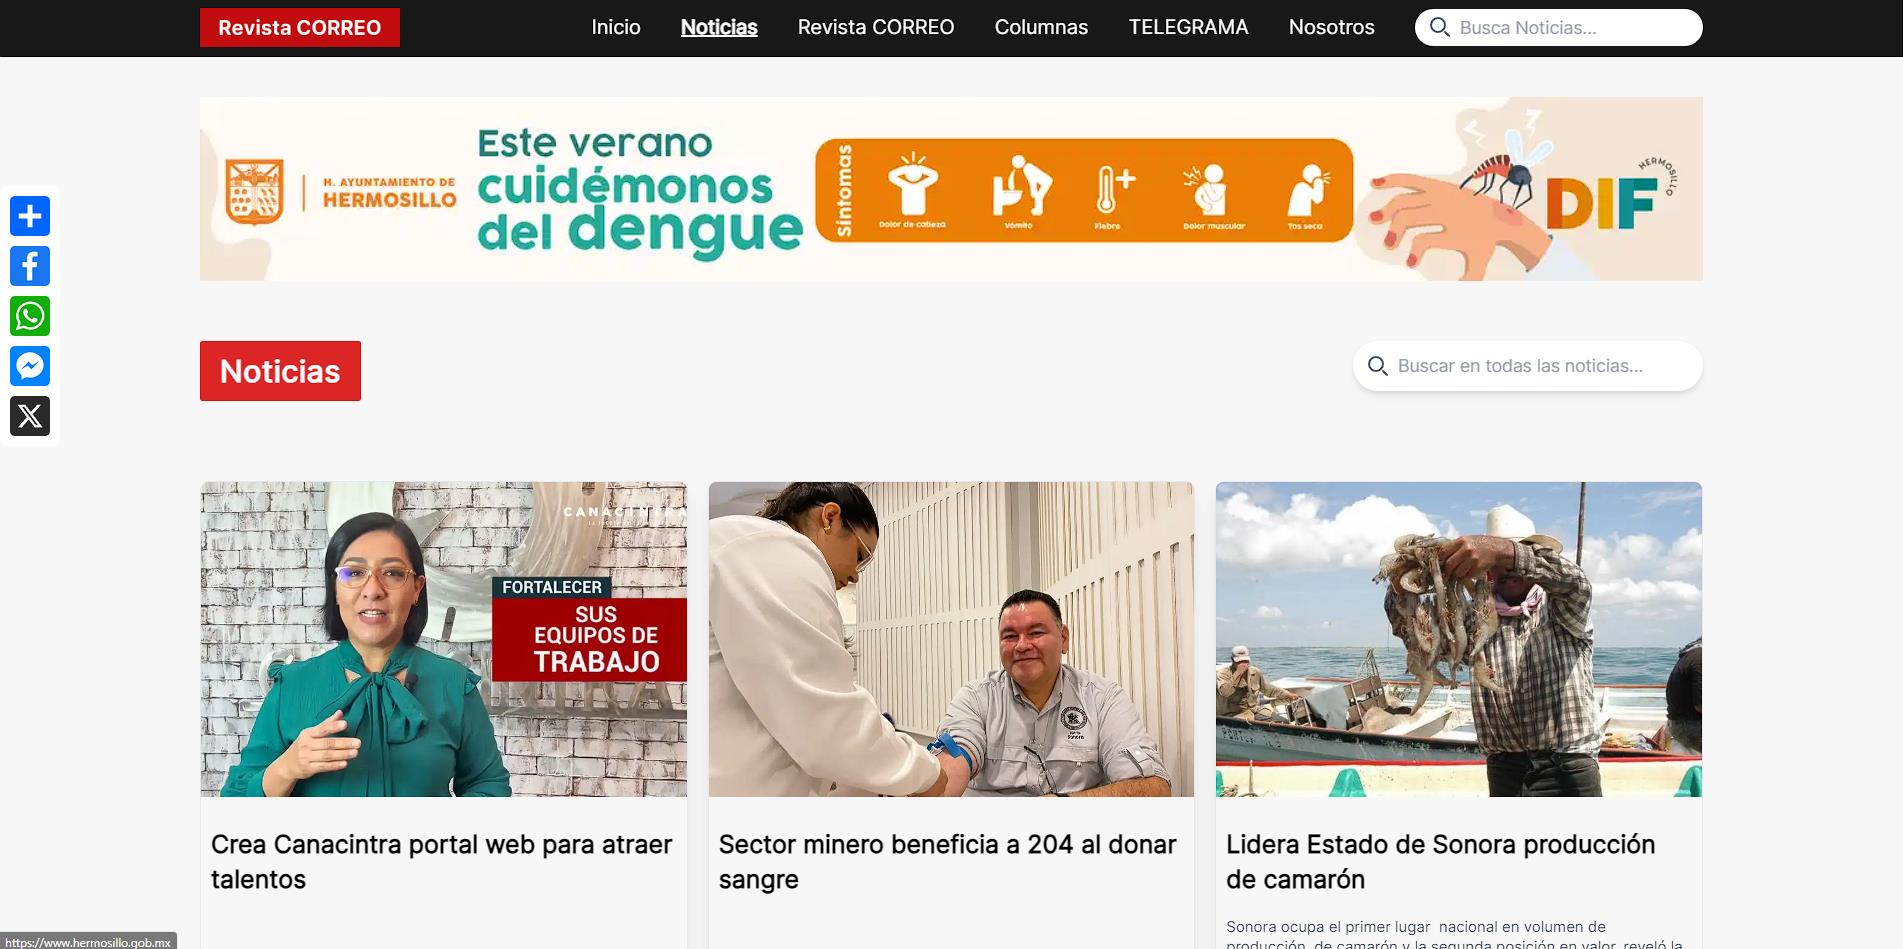 Revista CORREO
Inicio
Noticias
Revista CORREO
Columnas
TELEGRAMA
Nosotros
Busca Noticias...
H. AYUNTAMIENTO DE
HERMOSILLO
Este verano
cuidémonos
del dengue
Síntomas
Dolor de cabeza
Vómito
Fiebre
Dolor muscular
Tos seca
DIF
HERMOSILLO
Noticias
Buscar en todas las noticias...
CANACINTRA
FORTALECER
SUS
EQUIPOS DE
TRABAJO
Crea Canacintra portal web para atraer
talentos
Sector minero beneficia a 204 al donar
sangre
Lidera Estado de Sonora producción
de camarón
Sonora ocupa el primer lugar nacional en volumen de
producción de camarón y la segunda posición en valor, reveló la
https://www.hermosillo.gob.mx